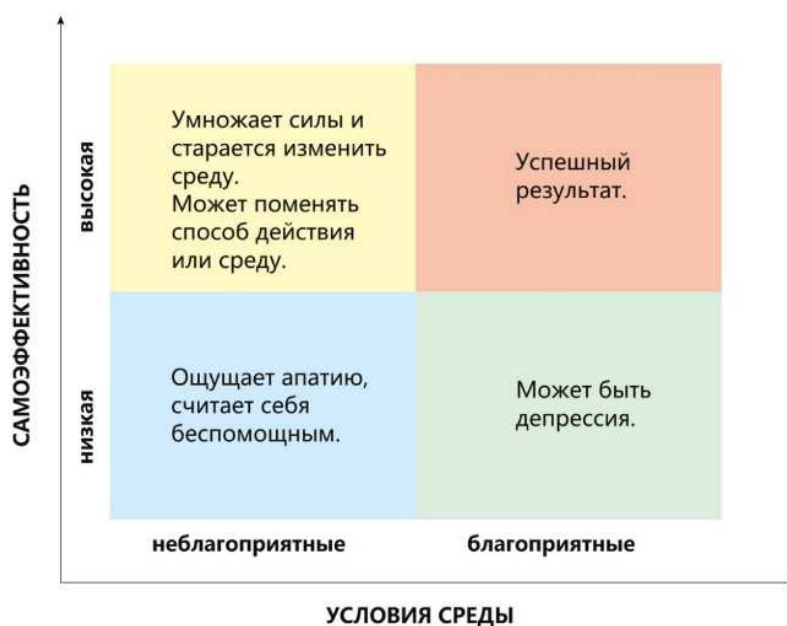 САМОЭФФЕКТИВНОСТЬ
высокая
Умножает силы и
старается изменить
среду.
Может поменять
способ действия
или среду.
Успешный
результат.
низкая
Ощущает апатию,
считает себя
беспомощным.
Может быть
депрессия.
неблагоприятные
благоприятные
УСЛОВИЯ СРЕДЫ